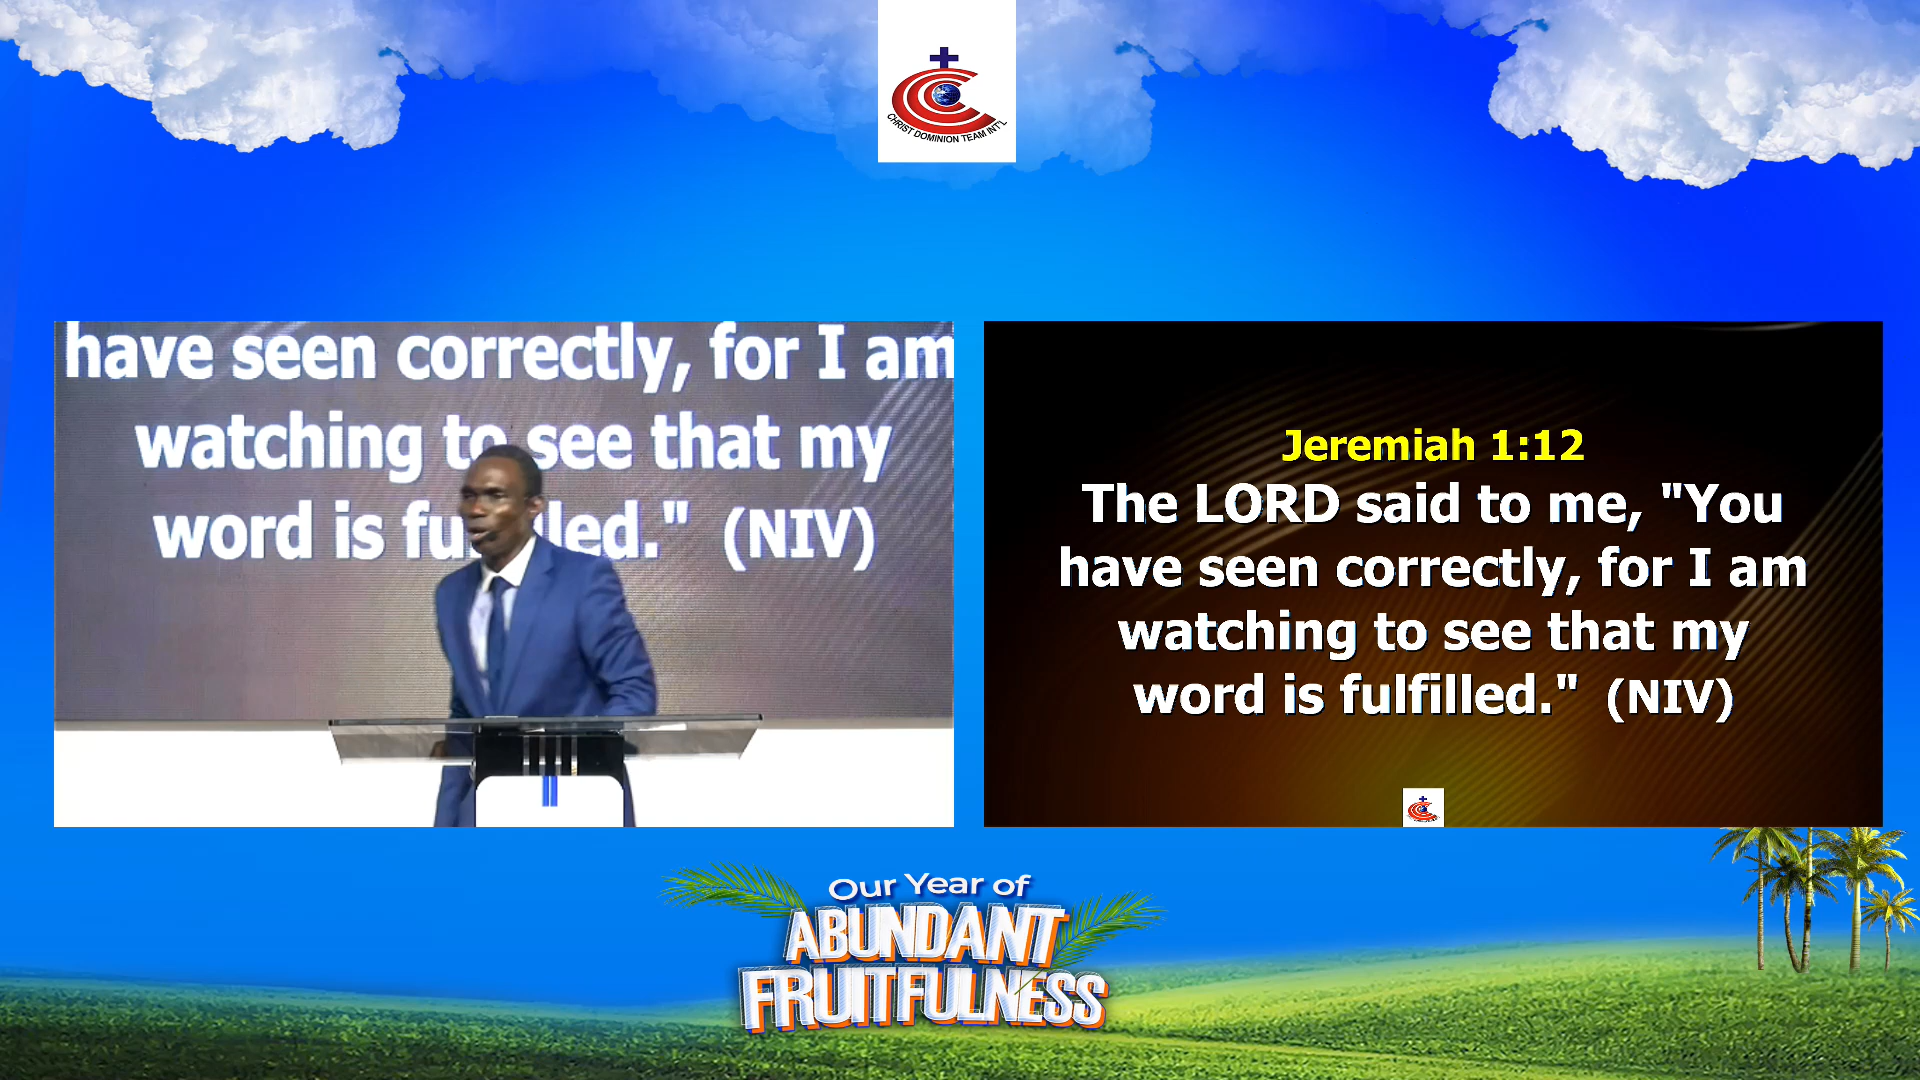 CHRIST DOMINION TEAM INT'L
have seen correctly, for I am
watching to see that my
word is fulfilled." (NIV)
Jeremiah 1:12
The LORD said to me, "You
have seen correctly, for I am
watching to see that my
word is fulfilled." (NIV)
Our Year of
ABUNDANT
FRUITFULNESS